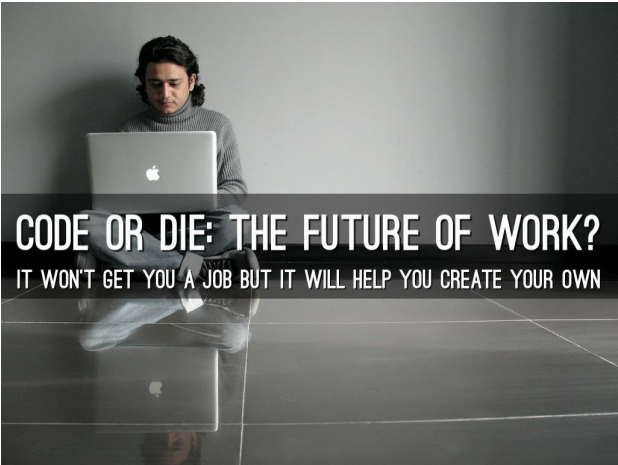 CODE OR DIE: THE FUTURE OF WORK?
IT WON'T GET YOU A JOB BUT IT WILL HELP YOU CREATE YOUR OWN